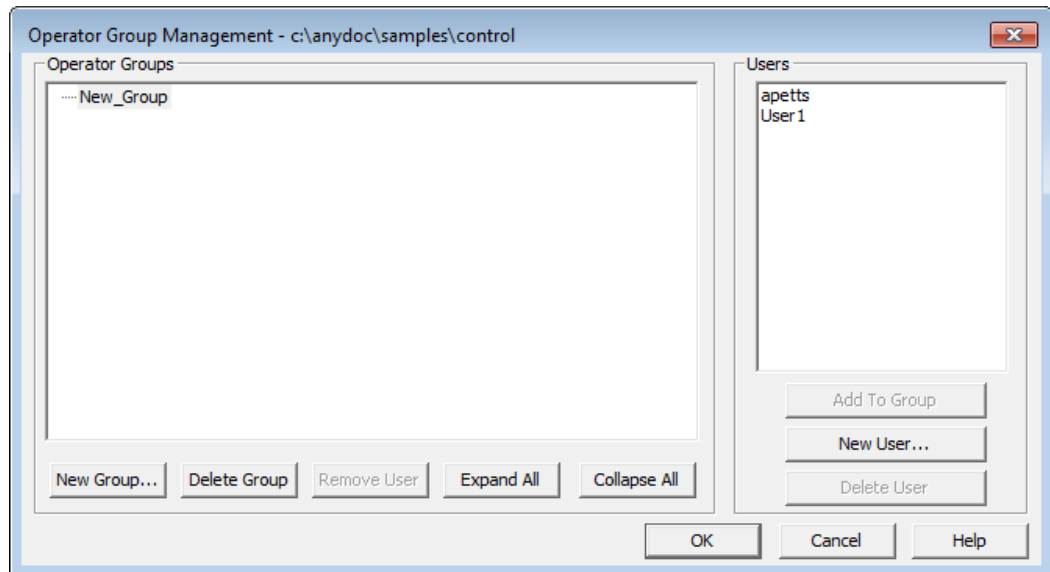 Operator Group Management - c:\anydoc\samples\control
Operator Groups
New_Group
New Group...
Delete Group
Remove User
Expand All
Collapse All
Users
apetts
User1
Add To Group
New User...
Delete User
OK
Cancel
Help